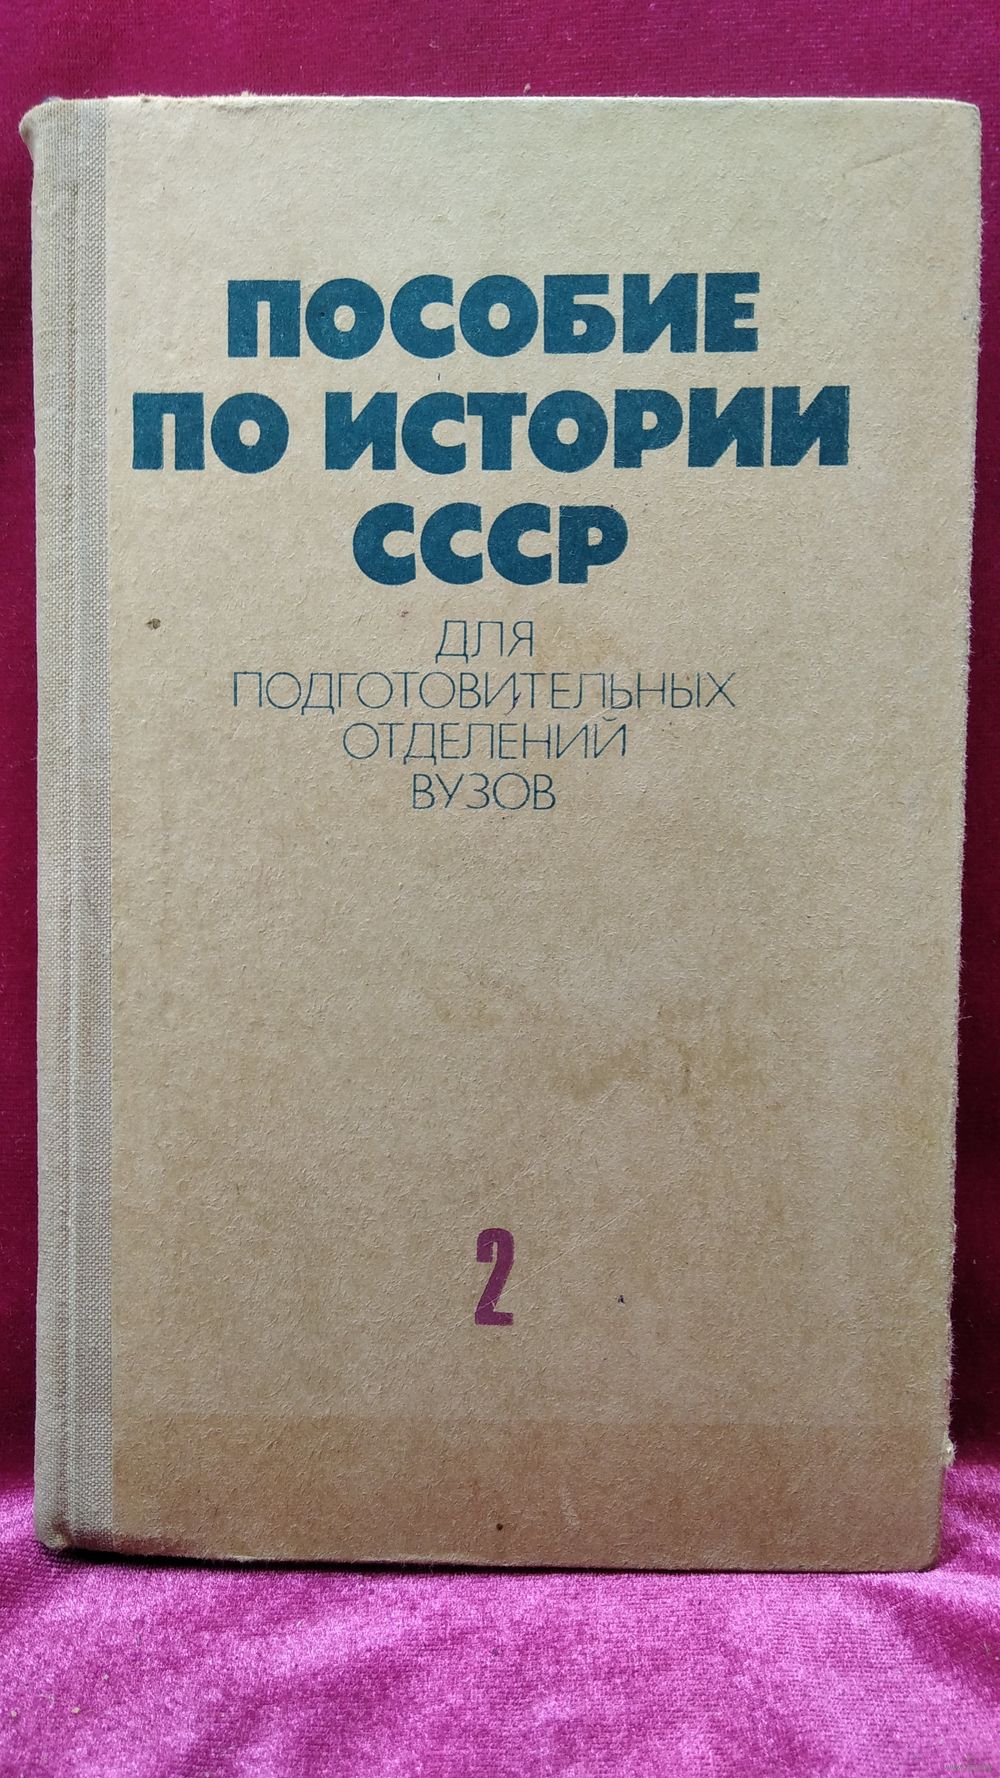 ПОСОБИЕ
ПО ИСТОРИИ
СССР
ДЛЯ
ПОДГОТОВИТЕЛЬНЫХ
ОТДЕЛЕНИЙ
ВУЗОВ
2